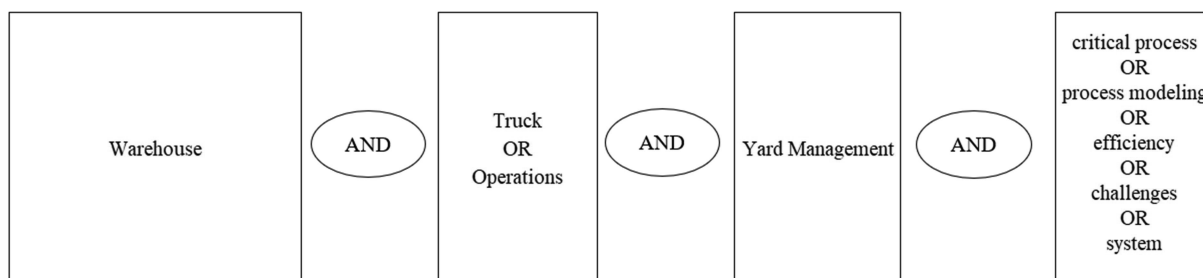 Warehouse
AND
Truck
OR
Operations
AND
Yard Management
AND
critical process
OR
process modeling
OR
efficiency
OR
challenges
OR
system